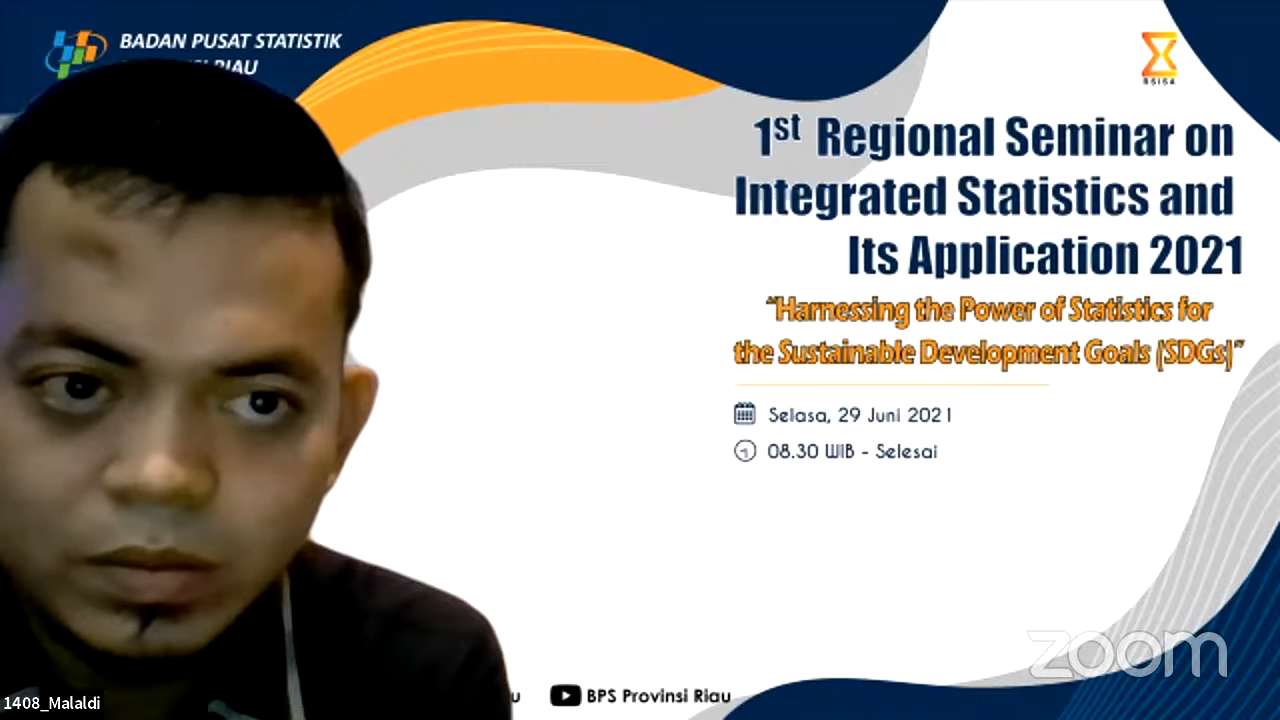 BADAN PUSAT STATISTIK
RIAU
RSISA
1st Regional Seminar on
Integrated Statistics and
Its Application 2021
“Harnessing the Power of Statistics for
the Sustainable Development Goals (SDGs)”
Selasa, 29 Juni 2021
08.30 WIB - Selesai
zoom
BPS Provinsi Riau
1408_Malaldi